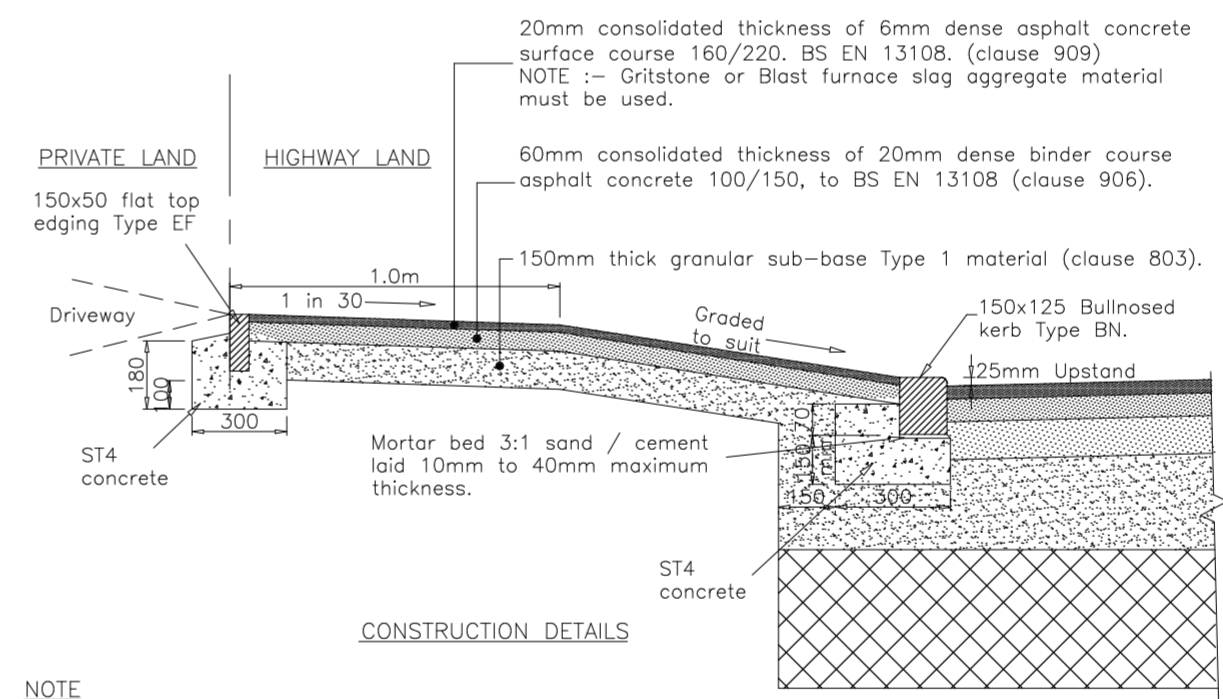 20mm consolidated thickness of 6mm dense asphalt concrete
surface course 160/220. BS EN 13108. (clause 909)
NOTE :- Gritstone or Blast furnace slag aggregate material
must be used.
PRIVATE LAND
HIGHWAY LAND
60mm consolidated thickness of 20mm dense binder course
asphalt concrete 100/150, to BS EN 13108 (clause 906).
150x50 flat top
edging Type EF
150mm thick granular sub-base Type 1 material (clause 803).
1.0m
1 in 30
Driveway
Graded
to suit
150x125 Bullnosed
kerb Type BN.
25mm Upstand
180
100
300
ST4
concrete
Mortar bed 3:1 sand / cement
laid 10mm to 40mm maximum
thickness.
70
150
mm
150
300
ST4
concrete
CONSTRUCTION DETAILS
NOTE